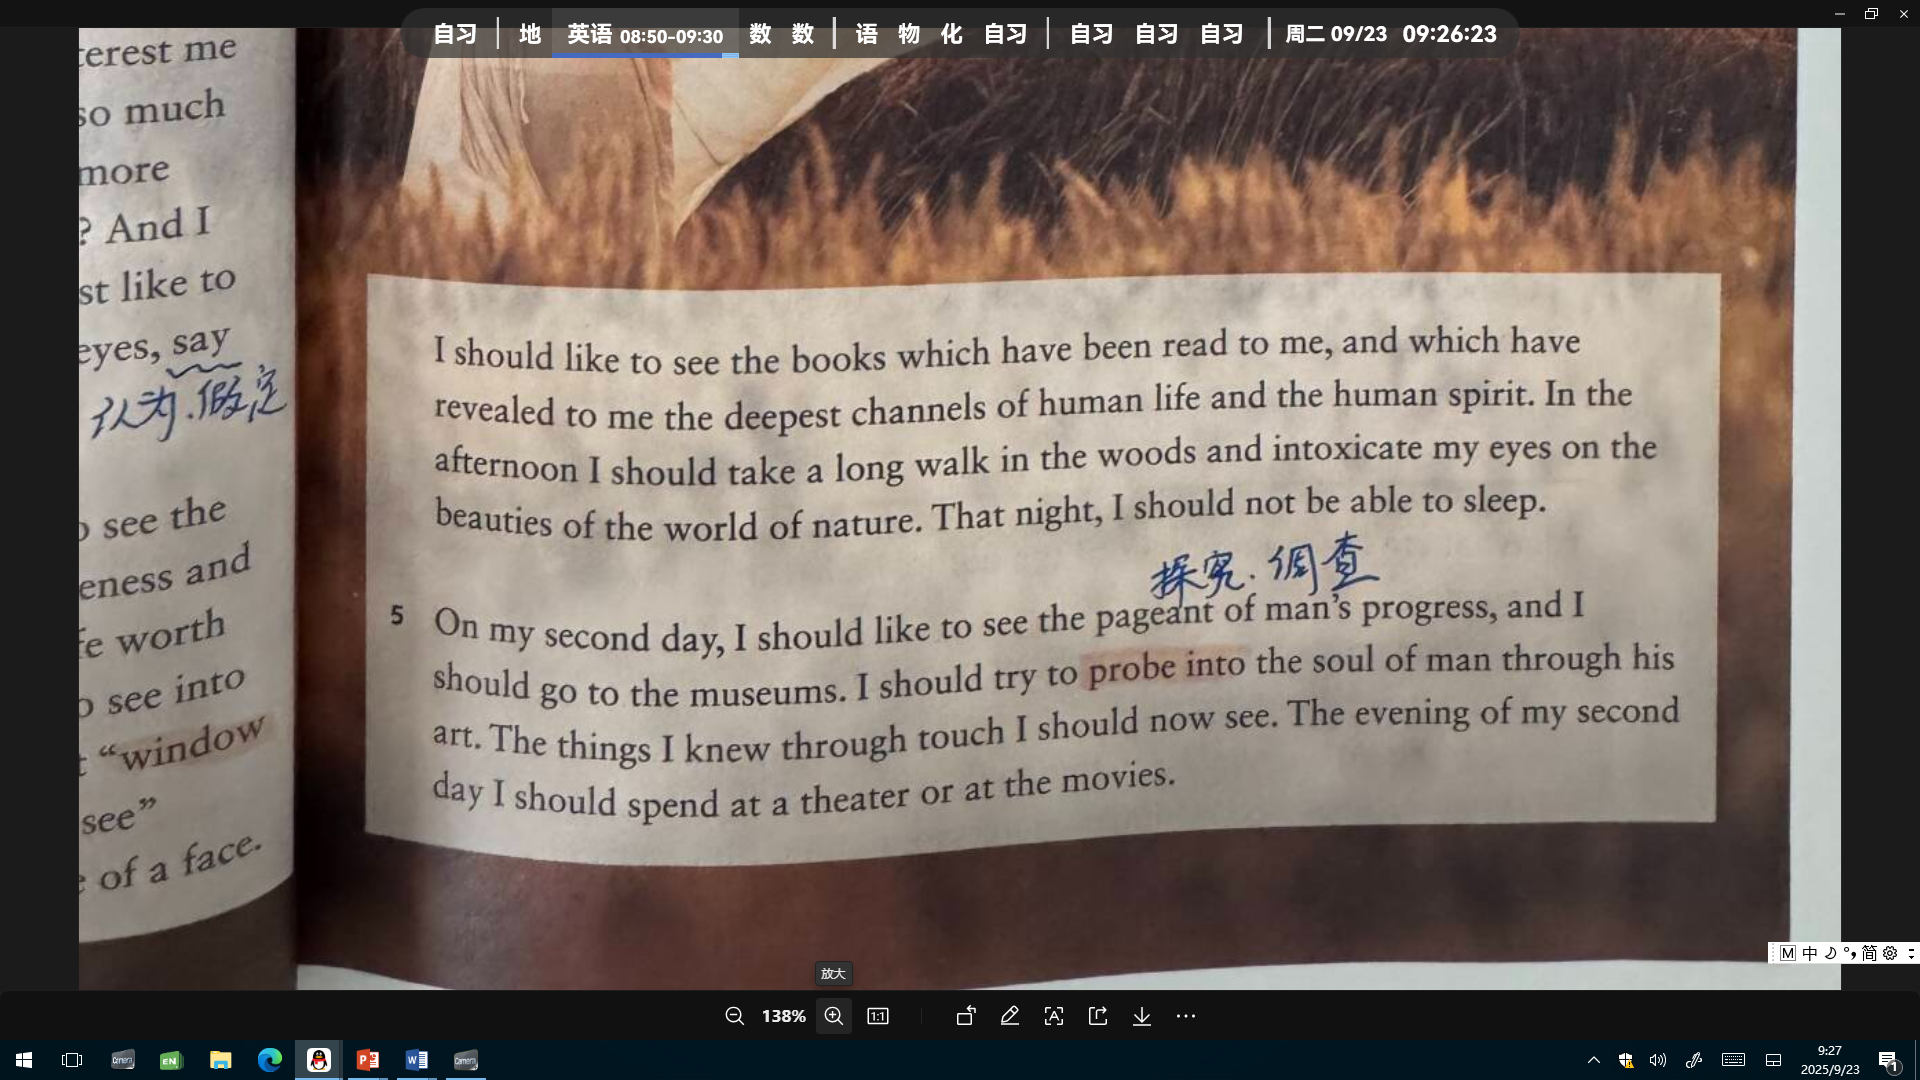 自习 | 地 英语 08:50-09:30 数 数 | 语 物 化 自习 | 自习 自习 自习 | 周二 09/23 09:26:23
terest me
so much
more
? And I
st like to
eyes, say
认为.假定
see the
eness and
fe worth
see into
"window
see"
of a face.
I should like to see the books which have been read to me, and which have
revealed to me the deepest channels of human life and the human spirit. In the
afternoon I should take a long walk in the woods and intoxicate my eyes on the
beauties of the world of nature. That night, I should not be able to sleep.
探究.调查
5 On my second day, I should like to see the pageant of man's progress, and I
should go to the museums. I should try to probe into the soul of man through his
art. The things I knew through touch I should now see. The evening of my second
day I should spend at a theater or at the movies.
M 中 简
放大
138% 1:1
Camera EN Camera
9:27
2025/9/23
1